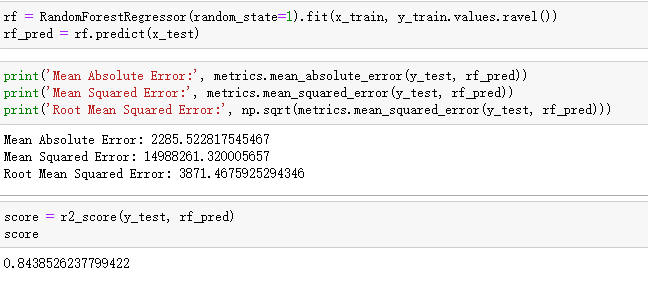 rf = RandomForestRegressor(random_state=1).fit(x_train, y_train.values.ravel())
rf_pred = rf.predict(x_test)
print('Mean Absolute Error:', metrics.mean_absolute_error(y_test, rf_pred))
print('Mean Squared Error:', metrics.mean_squared_error(y_test, rf_pred))
print('Root Mean Squared Error:', np.sqrt(metrics.mean_squared_error(y_test, rf_pred)))
Mean Absolute Error: 2285.522817545467
Mean Squared Error: 14988261.320005657
Root Mean Squared Error: 3871.4675925294346
score = r2_score(y_test, rf_pred)
score
0.8438526237799422